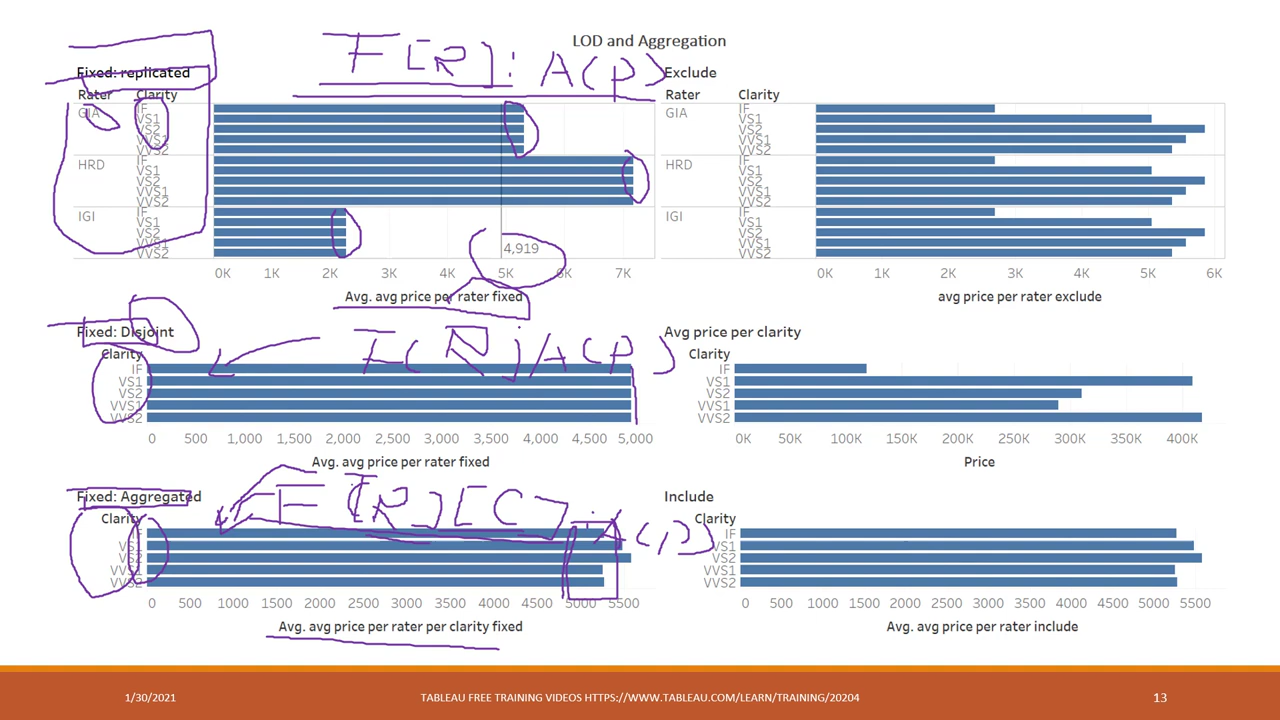 LOD and Aggregation
F[R]: A(P)
Fixed: replicated
Rater Clarity
GIA IF
VS1
VS2
VVS1
VVS2
HRD IF
VS1
VS2
VVS1
VVS2
IGI IF
VS1
VS2
VVS1
VVS2
4,919
0K 1K 2K 3K 4K 5K 6K 7K
Avg. avg price per rater fixed
Exclude
Rater Clarity
GIA IF
VS1
VS2
VVS1
VVS2
HRD IF
VS1
VS2
VVS1
VVS2
IGI IF
VS1
VS2
VVS1
VVS2
0K 1K 2K 3K 4K 5K 6K
avg price per rater exclude
Fixed: Disjoint
Clarity
IF
VS1
VS2
VVS1
VVS2
0 500 1,000 1,500 2,000 2,500 3,000 3,500 4,000 4,500 5,000
Avg. avg price per rater fixed
Avg price per clarity
Clarity
IF
VS1
VS2
VVS1
VVS2
0K 50K 100K 150K 200K 250K 300K 350K 400K
Price
Fixed: Aggregated
F [R][C]
Clarity
IF
VS1
VS2
VVS1
VVS2
0 500 1000 1500 2000 2500 3000 3500 4000 4500 5000 5500
Avg. avg price per rater per clarity fixed
Include
Clarity
IF
VS1
VS2
VVS1
VVS2
0 500 1000 1500 2000 2500 3000 3500 4000 4500 5000 5500
Avg. avg price per rater include
1/30/2021
TABLEAU FREE TRAINING VIDEOS HTTPS://WWW.TABLEAU.COM/LEARN/TRAINING/20204
13